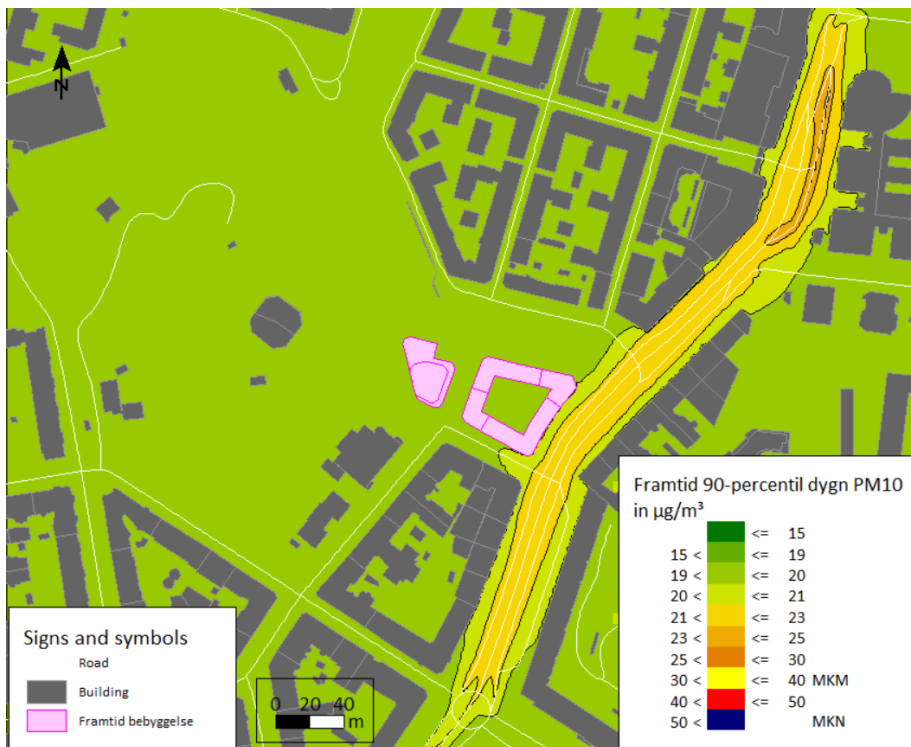 N
Framtid 90-percentil dygn PM10
in µg/m³
<= 15
15 < <= 19
19 < <= 20
20 < <= 21
21 < <= 23
23 < <= 25
25 < <= 30
30 < <= 40 MKM
40 < <= 50
50 < MKN
Signs and symbols
Road
Building
Framtid bebyggelse
0 20 40
m